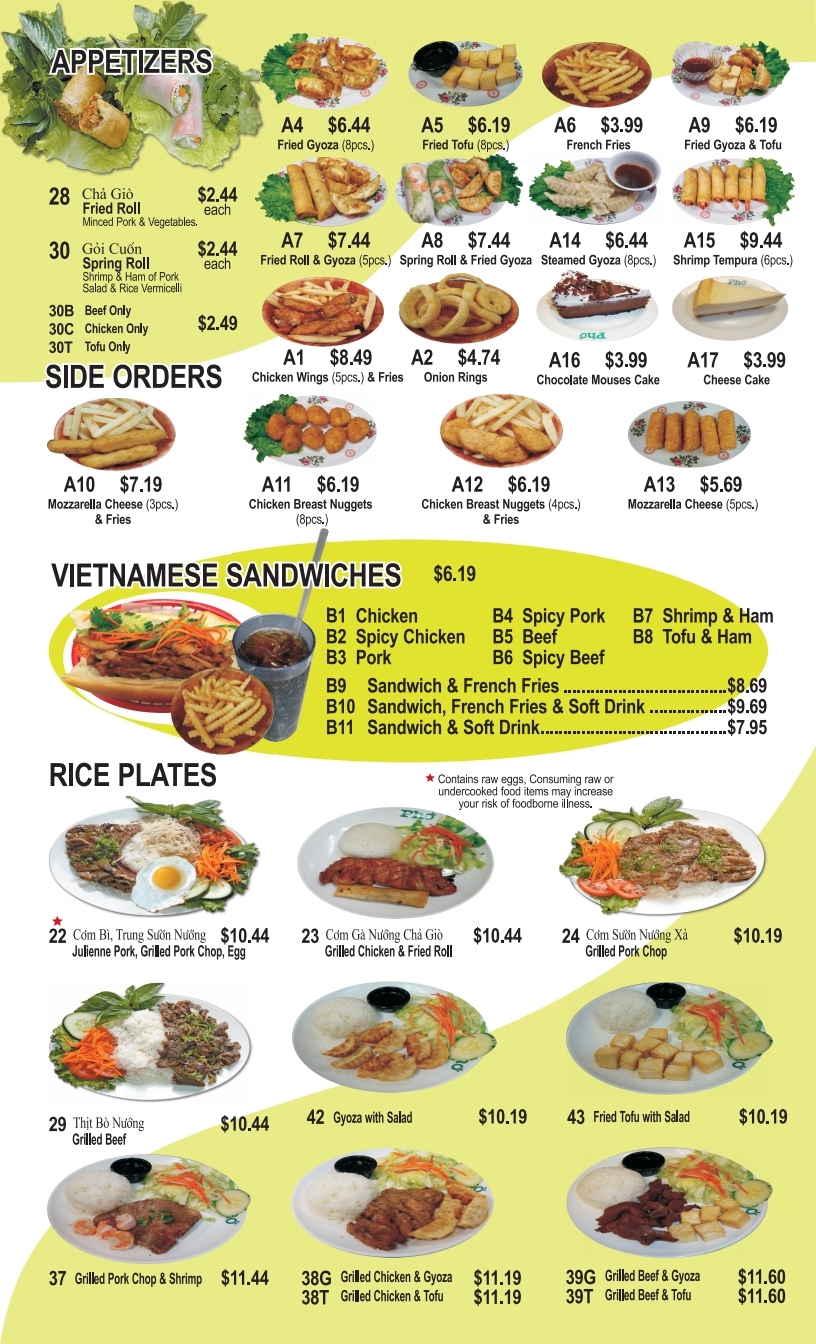 APPETIZERS
28 Chả Giò $2.44
Fried Roll each
Minced Pork & Vegetables.
30 Gỏi Cuốn $2.44
Spring Roll each
Shrimp & Ham of Pork
Salad & Rice Vermicelli
30B Beef Only
30C Chicken Only $2.49
30T Tofu Only
A4 $6.44
Fried Gyoza (8pcs.)
A5 $6.19
Fried Tofu (8pcs.)
A6 $3.99
French Fries
A9 $6.19
Fried Gyoza & Tofu
A7 $7.44
Fried Roll & Gyoza (5pcs.)
A8 $7.44
Spring Roll & Fried Gyoza
A14 $6.44
Steamed Gyoza (8pcs.)
A15 $9.44
Shrimp Tempura (6pcs.)
A1 $8.49
Chicken Wings (5pcs.) & Fries
A2 $4.74
Onion Rings
Phở
A16 $3.99
Chocolate Mouses Cake
Phở
A17 $3.99
Cheese Cake
SIDE ORDERS
A10 $7.19
Mozzarella Cheese (3pcs.)
& Fries
A11 $6.19
Chicken Breast Nuggets
(8pcs.)
A12 $6.19
Chicken Breast Nuggets (4pcs.)
& Fries
A13 $5.69
Mozzarella Cheese (5pcs.)
VIETNAMESE SANDWICHES $6.19
B1 Chicken B4 Spicy Pork B7 Shrimp & Ham
B2 Spicy Chicken B5 Beef B8 Tofu & Ham
B3 Pork B6 Spicy Beef
B9 Sandwich & French Fries ................................$8.69
B10 Sandwich, French Fries & Soft Drink ...............$9.69
B11 Sandwich & Soft Drink.....................................$7.95
RICE PLATES
★ Contains raw eggs, Consuming raw or
undercooked food items may increase
your risk of foodborne illness.
Phở
★
22 Cơm Bì, Trung Sườn Nướng $10.44
Julienne Pork, Grilled Pork Chop, Egg
23 Cơm Gà Nướng Chả Giò $10.44
Grilled Chicken & Fried Roll
24 Cơm Sườn Nướng Xả $10.19
Grilled Pork Chop
29 Thịt Bò Nướng $10.44
Grilled Beef
42 Gyoza with Salad $10.19
43 Fried Tofu with Salad $10.19
37 Grilled Pork Chop & Shrimp $11.44
38G Grilled Chicken & Gyoza $11.19
38T Grilled Chicken & Tofu $11.19
39G Grilled Beef & Gyoza $11.60
39T Grilled Beef & Tofu $11.60